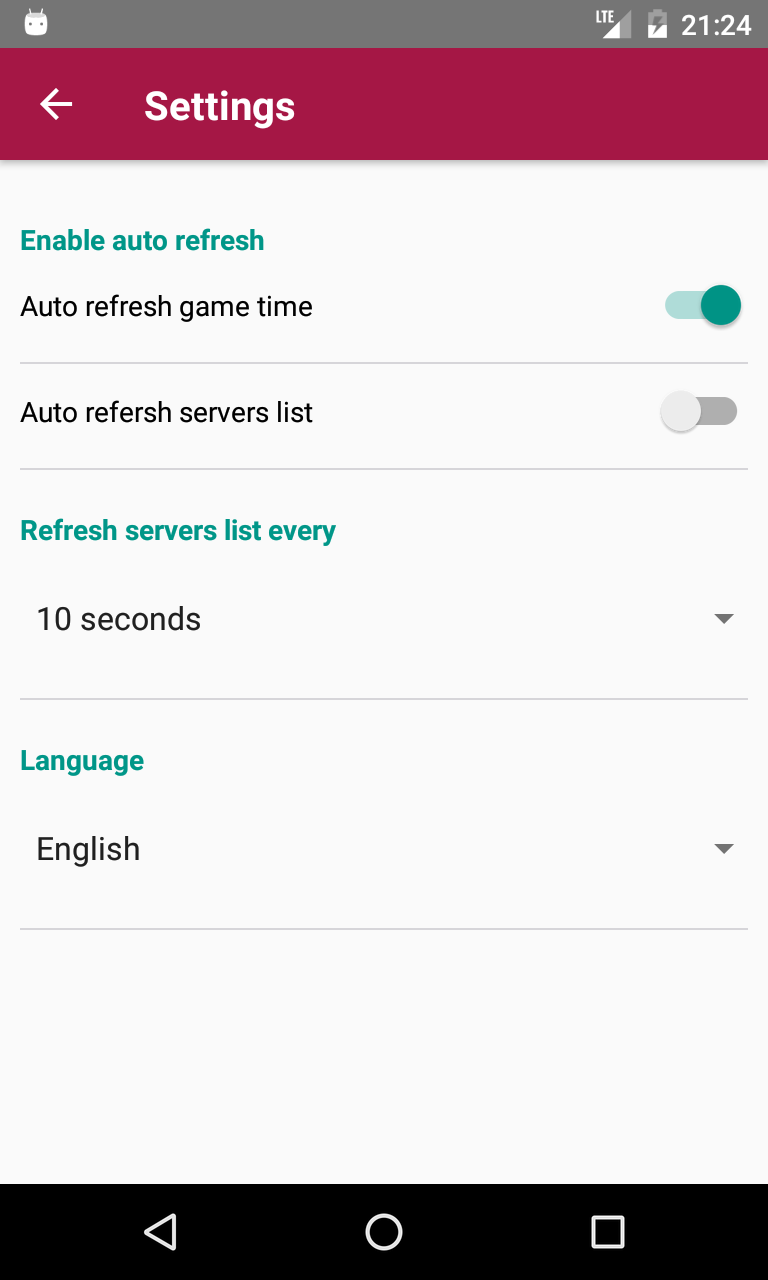 LTE 21:24
Settings
Enable auto refresh
Auto refresh game time
Auto refersh servers list
Refresh servers list every
10 seconds
Language
English